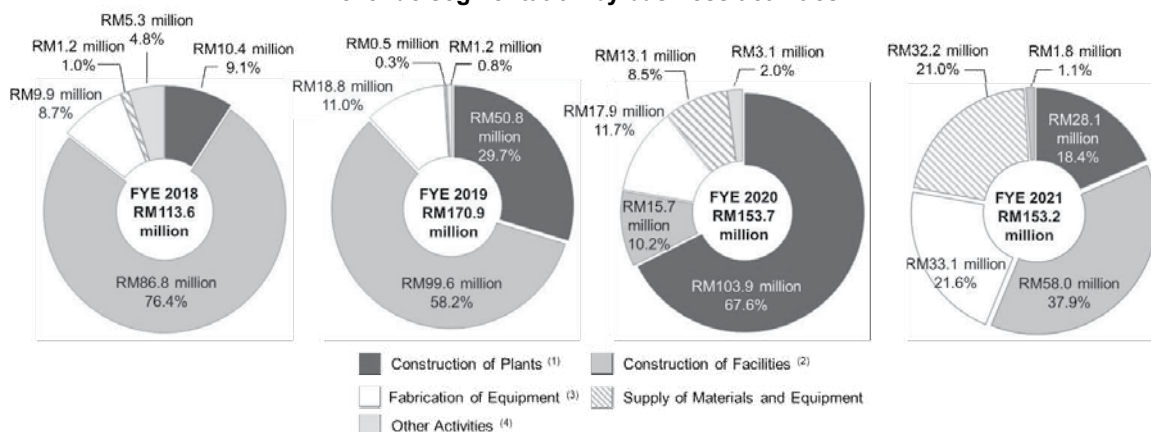 RM5.3 million
4.8%
RM1.2 million
1.0%
RM10.4 million
9.1%
RM9.9 million
8.7%
FYE 2018
RM113.6
million
RM86.8 million
76.4%
RM0.5 million
0.3%
RM1.2 million
0.8%
RM18.8 million
11.0%
RM50.8
million
29.7%
FYE 2019
RM170.9
million
RM99.6 million
58.2%
RM13.1 million
8.5%
RM3.1 million
2.0%
RM17.9 million
11.7%
RM15.7
million
10.2%
FYE 2020
RM153.7
million
RM103.9 million
67.6%
RM32.2 million
21.0%
RM1.8 million
1.1%
RM28.1
million
18.4%
FYE 2021
RM153.2
million
RM33.1 million
21.6%
RM58.0 million
37.9%
Construction of Plants (1)
Construction of Facilities (2)
Fabrication of Equipment (3)
Supply of Materials and Equipment
Other Activities (4)